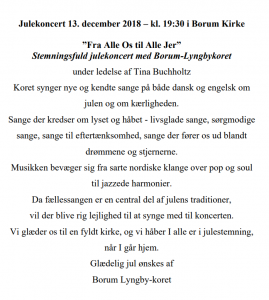 Julekoncert 13. december 2018 – kl. 19:30 i Borum Kirke
”Fra Alle Os til Alle Jer”
Stemningsfuld julekoncert med Borum-Lyngbykoret
under ledelse af Tina Buchholtz
Koret synger nye og kendte sange på både dansk og engelsk om
julen og om kærligheden.
Sange der kredser om lyset og håbet - livsglade sange, sørgmodige
sange, sange til eftertænksomhed, sange der fører os ud blandt
drømmene og stjernerne.
Musikken bevæger sig fra sarte nordiske klange over pop og soul
til jazzede harmonier.
Da fællessangen er en central del af julens traditioner,
vil der blive rig lejlighed til at synge med til koncerten.
Vi glæder os til en fyldt kirke, og vi håber I alle er i julestemning,
når I går hjem.
Glædelig jul ønskes af
Borum Lyngby-koret